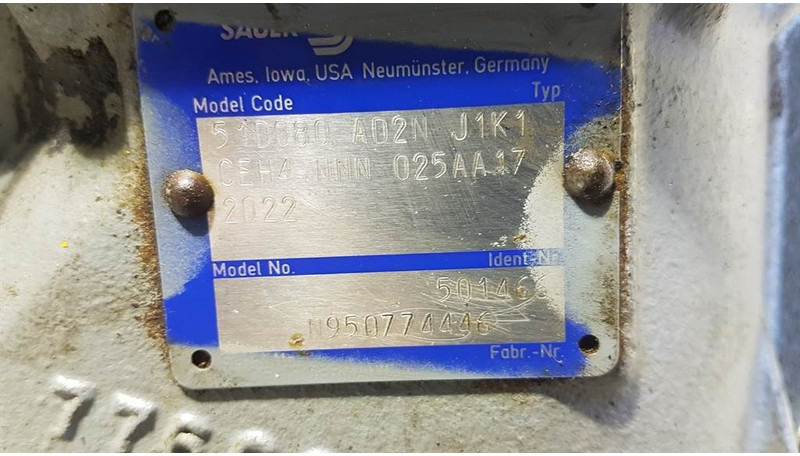 SAUER
Ames, Iowa, USA Neumünster, Germany
Model Code Typ
51D080 AD2N J1K1
CEH4 NNN 025AA17
2022
Model No. Ident-Nr.
N950774446
Fabr.-Nr.